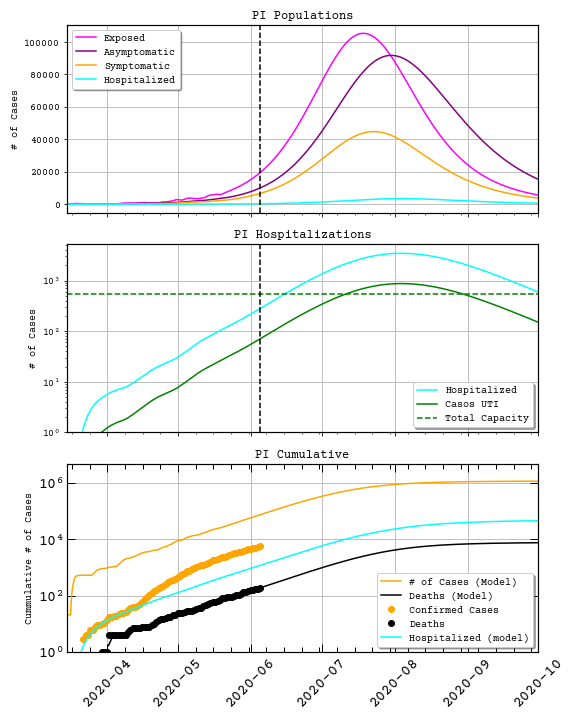 PI Populations
# of Cases
100000
80000
60000
40000
20000
0
Exposed
Asymptomatic
Symptomatic
Hospitalized
PI Hospitalizations
# of Cases
10³
10²
10¹
10⁰
Hospitalized
Casos UTI
Total Capacity
PI Cumulative
Cummulative # of Cases
10⁶
10⁴
10²
10⁰
# of Cases (Model)
Deaths (Model)
Confirmed Cases
Deaths
Hospitalized (model)
2020-04
2020-05
2020-06
2020-07
2020-08
2020-09
2020-10